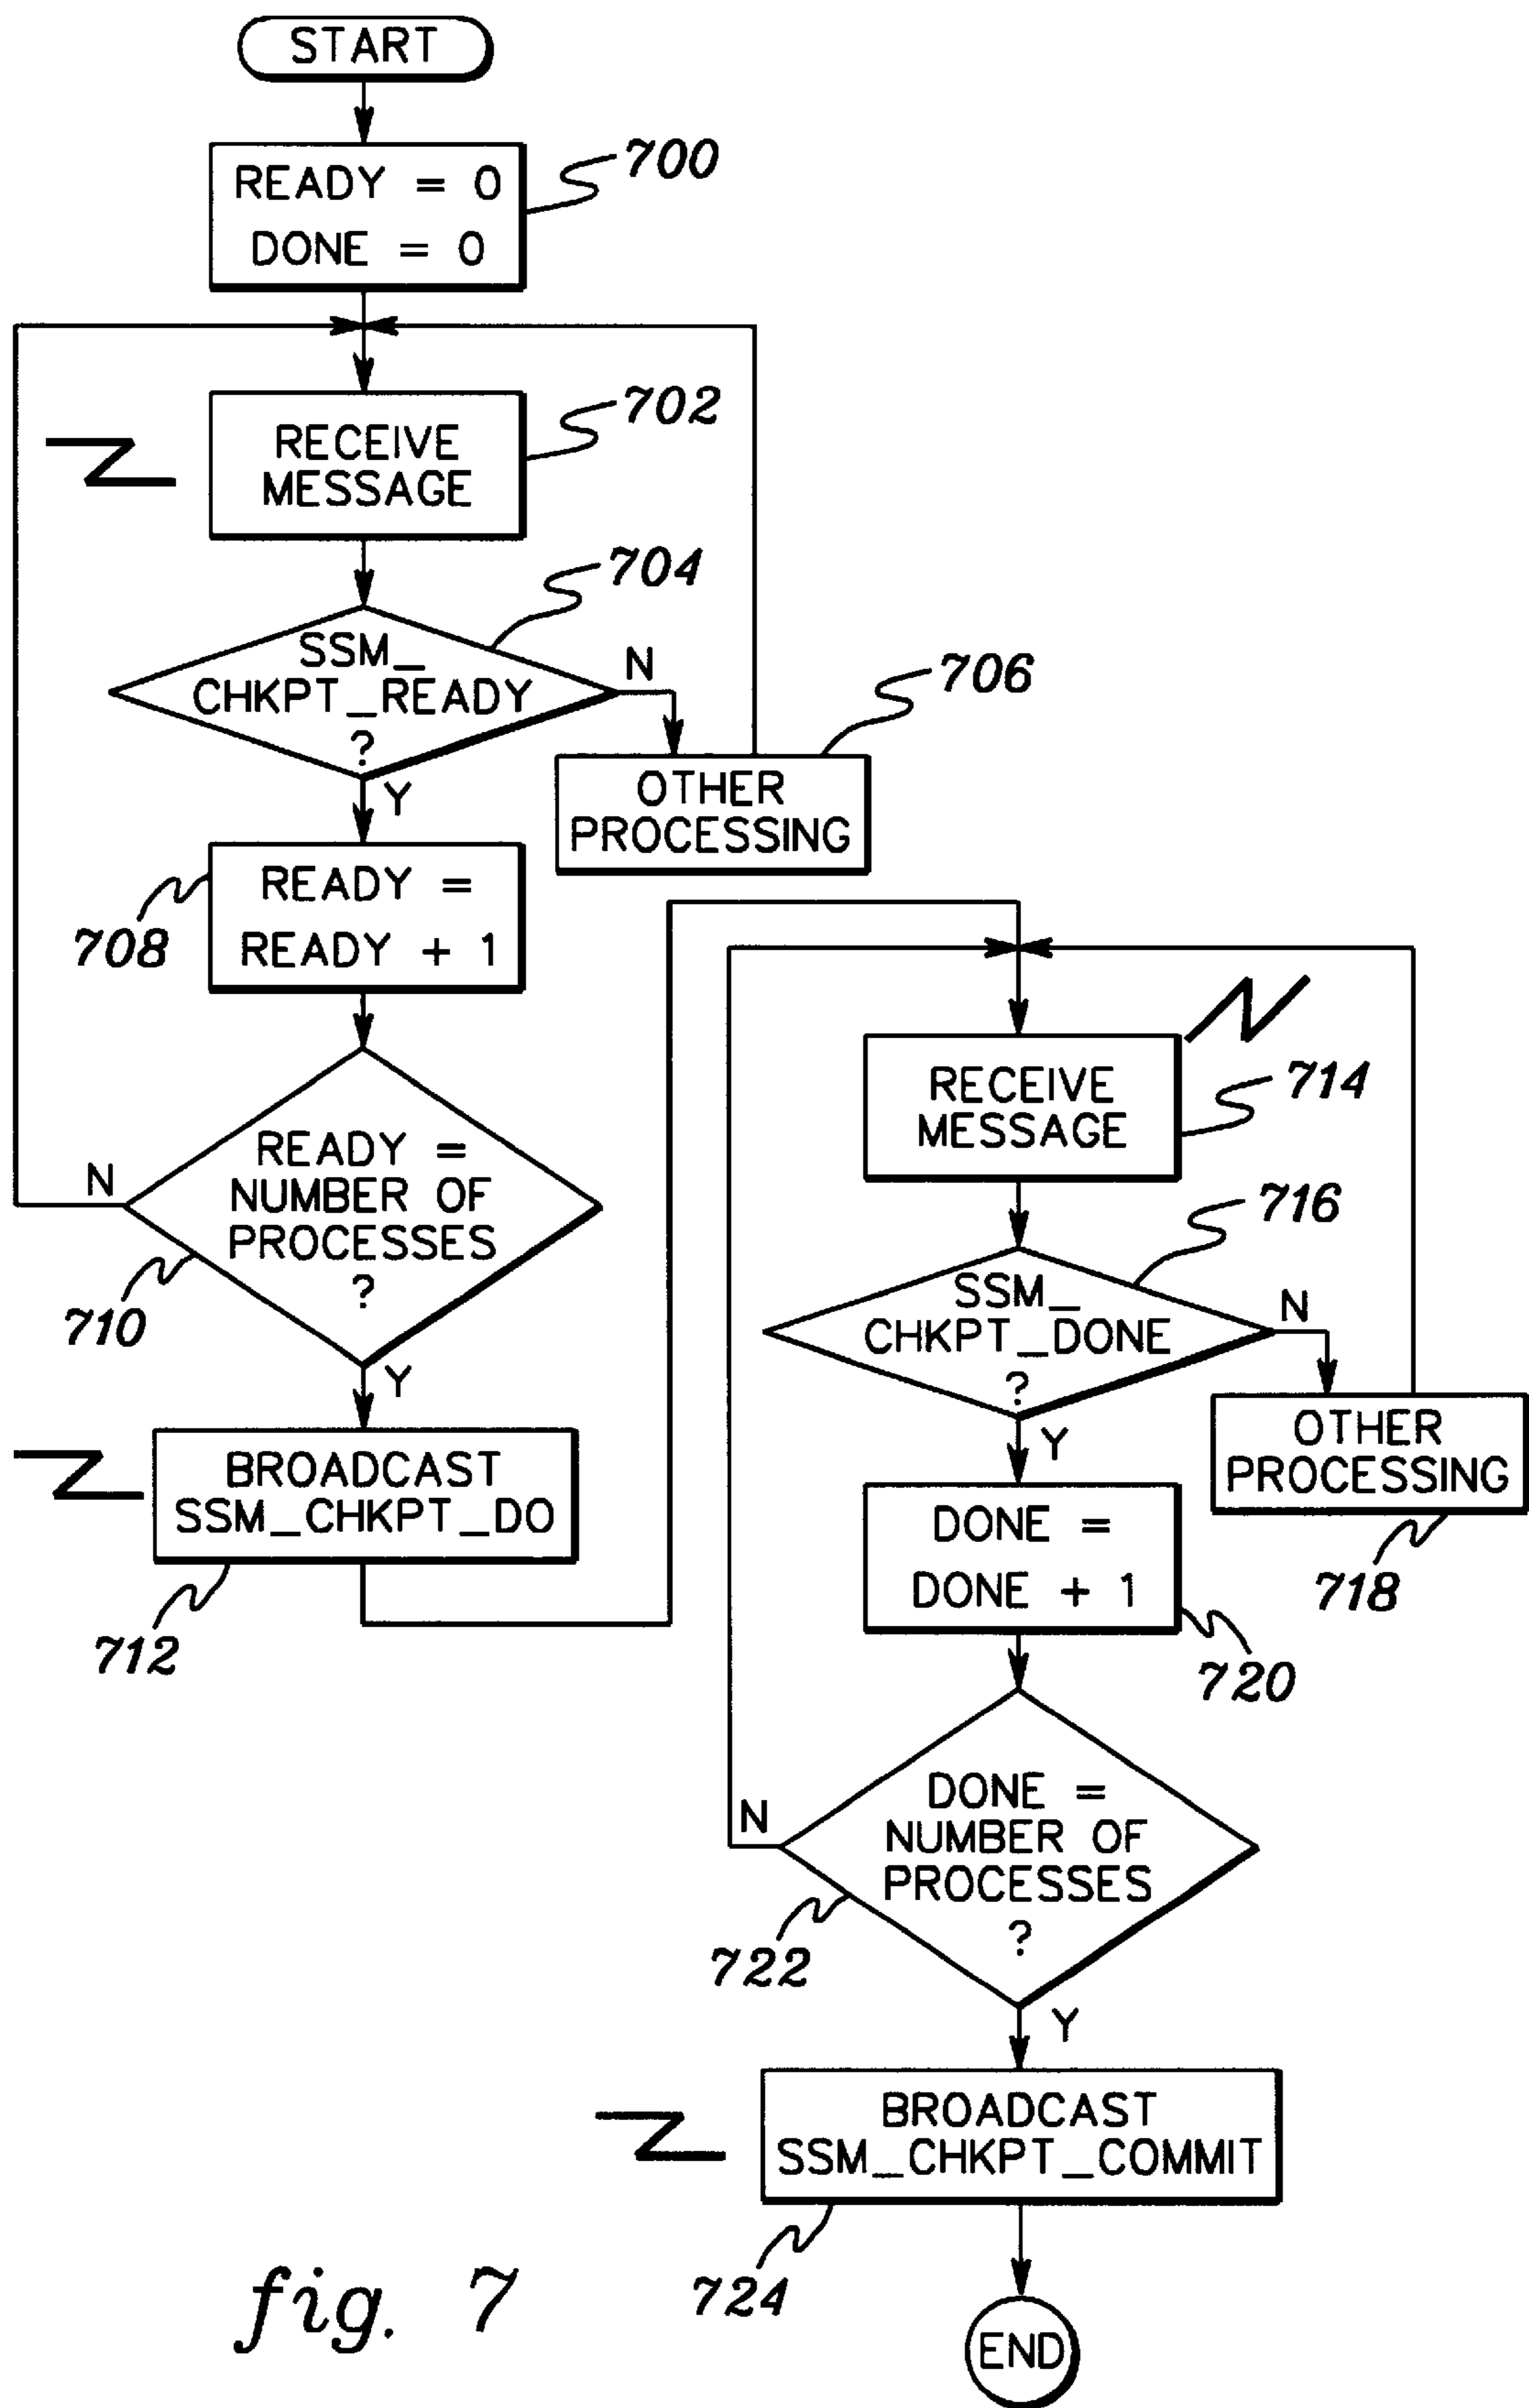 START
700
READY = 0
DONE = 0
702
RECEIVE
MESSAGE
704
SSM_
CHKPT_READY
?
N
706
OTHER
PROCESSING
Y
708
READY =
READY + 1
READY =
NUMBER OF
PROCESSES
?
N
710
Y
BROADCAST
SSM_CHKPT_DO
712
RECEIVE
MESSAGE
714
716
SSM_
CHKPT_DONE
?
N
OTHER
PROCESSING
718
Y
DONE =
DONE + 1
720
DONE =
NUMBER OF
PROCESSES
?
N
722
Y
BROADCAST
SSM_CHKPT_COMMIT
724
END
fig. 7